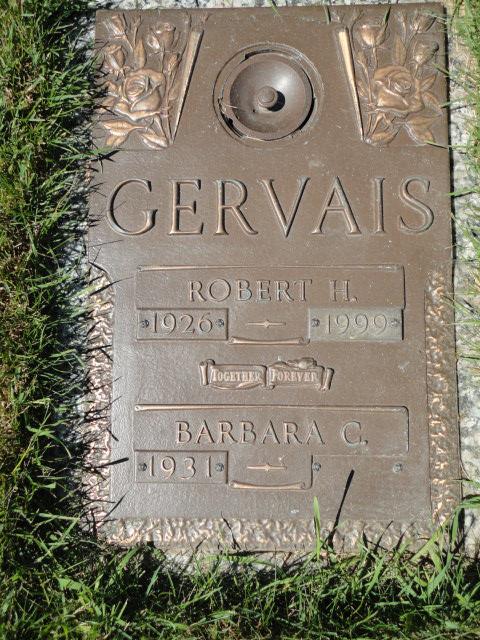 GERVAIS
ROBERT H.
1926 1999
TOGETHER FOREVER
BARBARA C.
1931